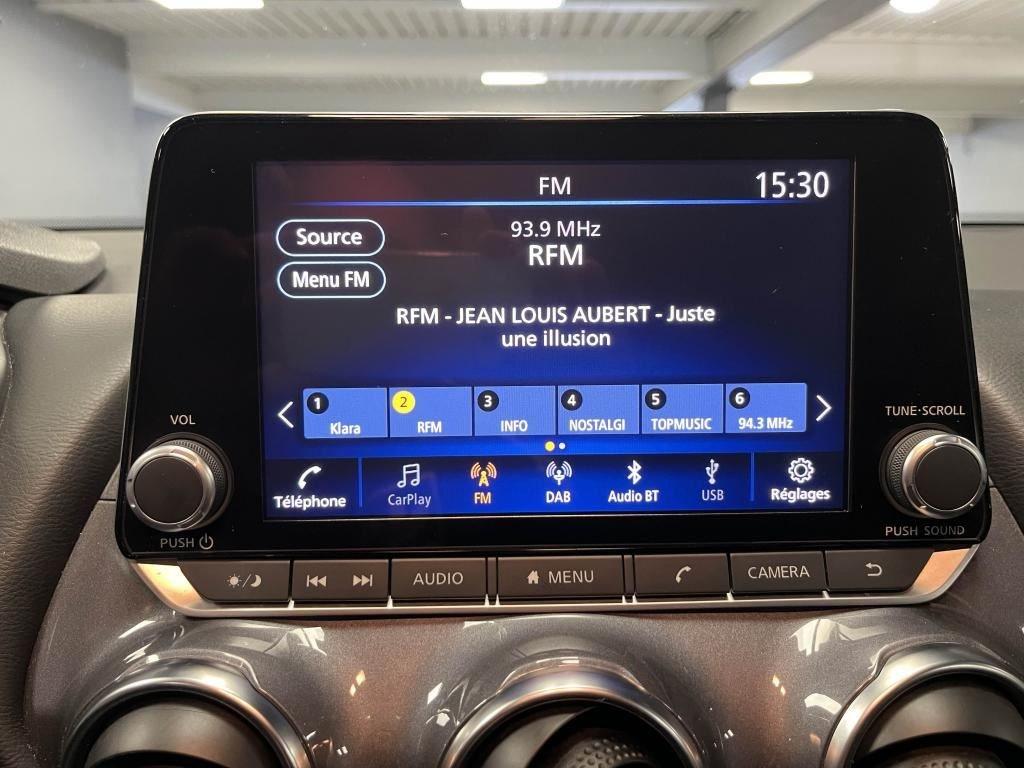 FM
15:30
Source
93.9 MHz
RFM
Menu FM
RFM - JEAN LOUIS AUBERT - Juste
une illusion
1 2 3 4 5 6
Klara RFM INFO NOSTALGI TOPMUSIC 94.3 MHz
Téléphone CarPlay FM DAB Audio BT USB Réglages
VOL
PUSH
TUNE·SCROLL
PUSH SOUND
AUDIO MENU CAMERA